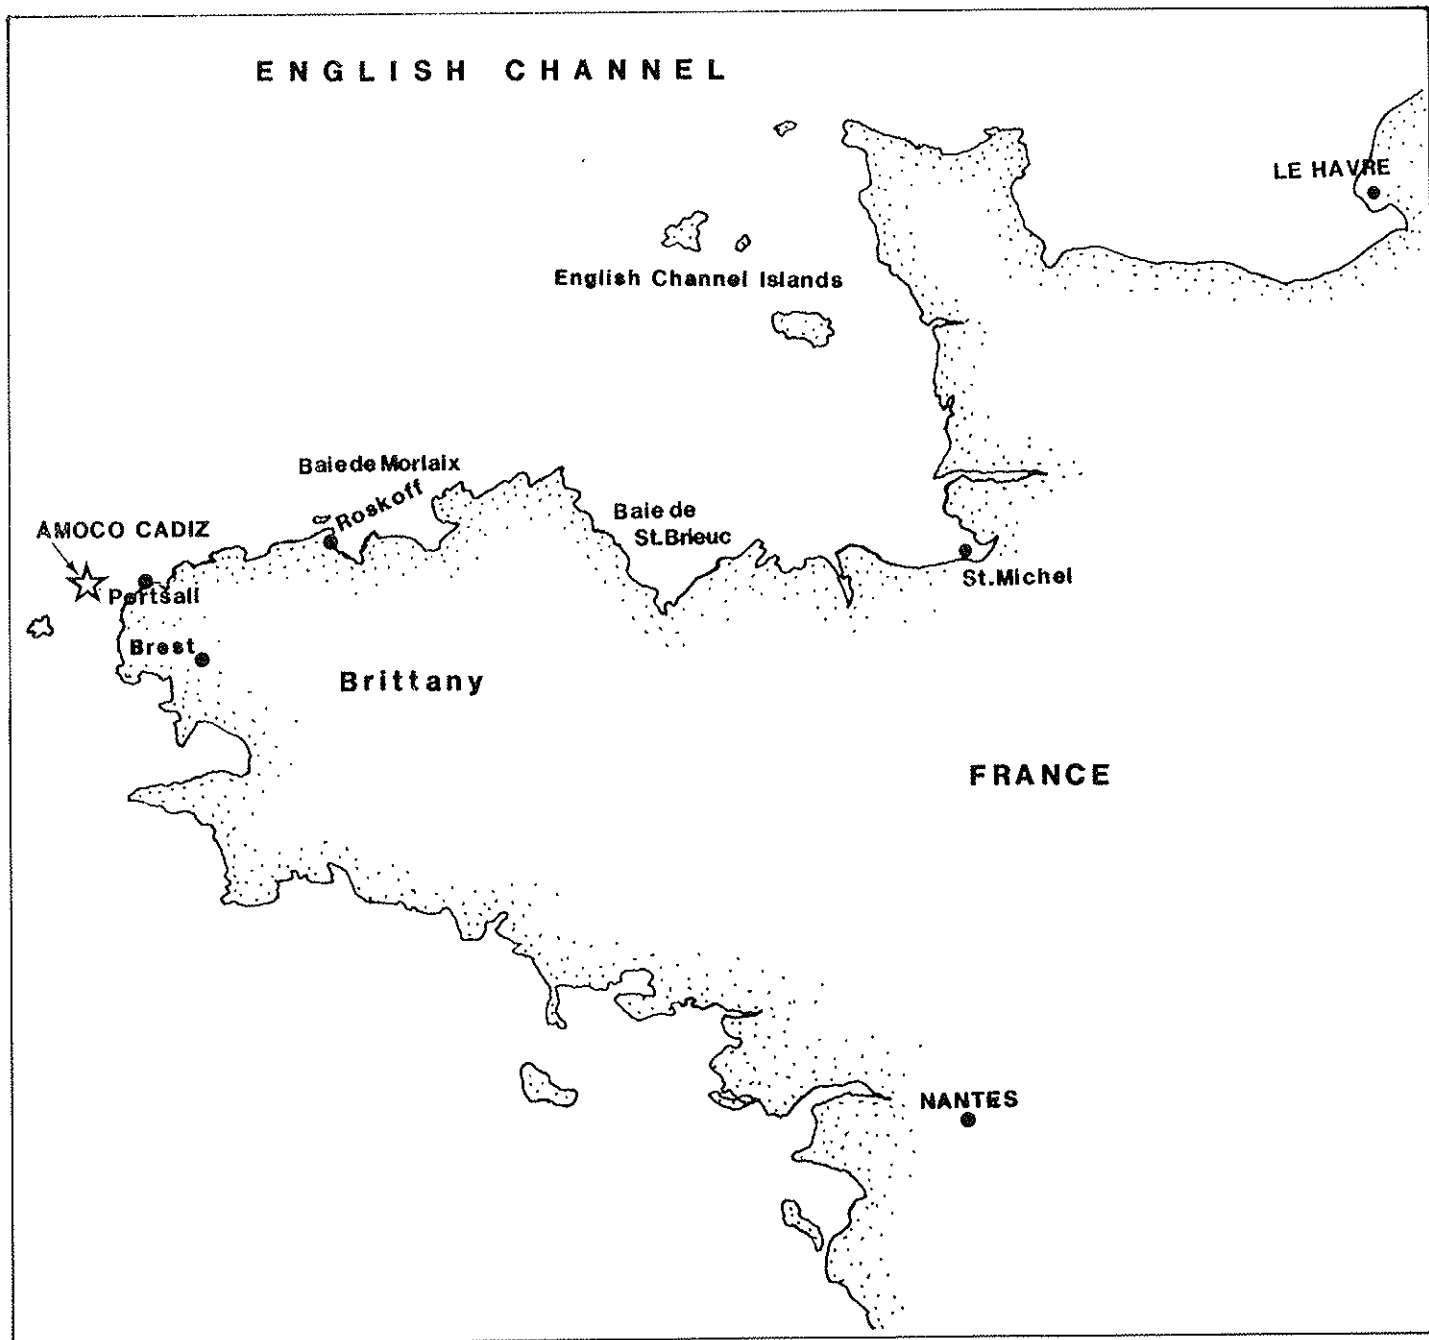 ENGLISH CHANNEL
LE HAVRE
English Channel Islands
Baie de Morlaix
Roskoff
AMOCO CADIZ
Baie de
St. Brieuc
Portsall
St. Michel
Brest
Brittany
FRANCE
NANTES